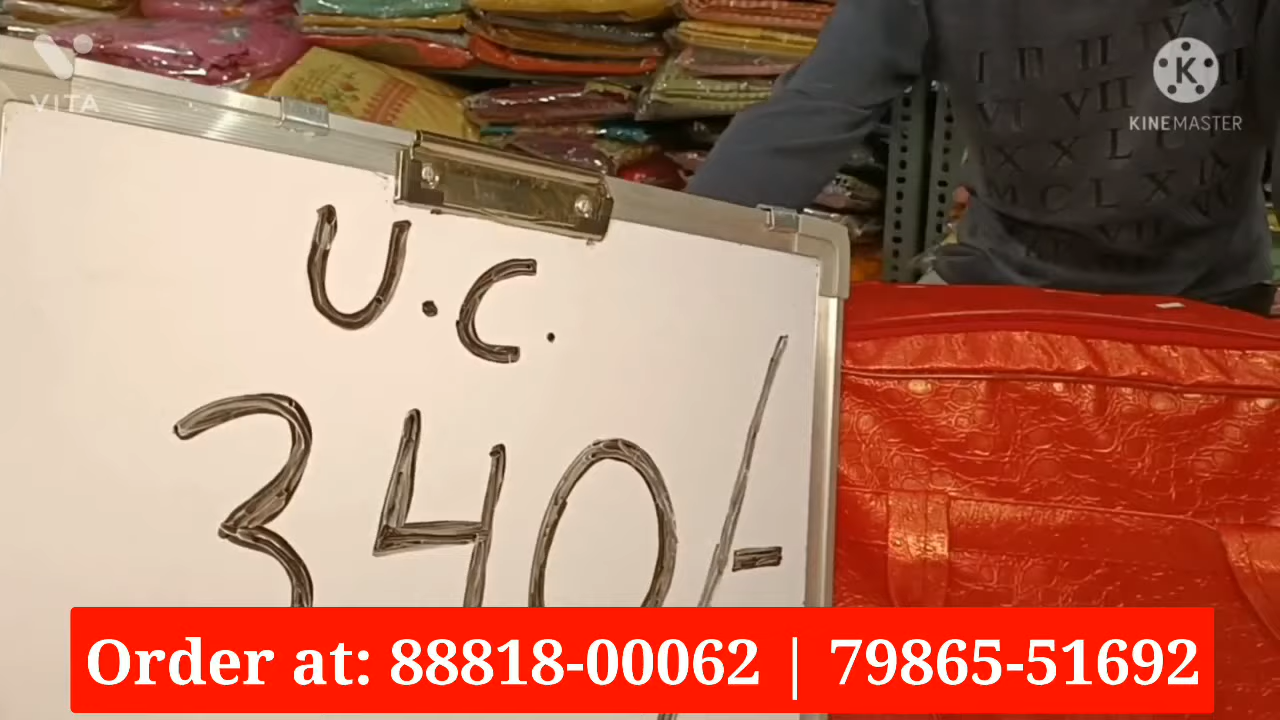 VITA
KINEMASTER
U.C.
340/-
Order at: 88818-00062 | 79865-51692